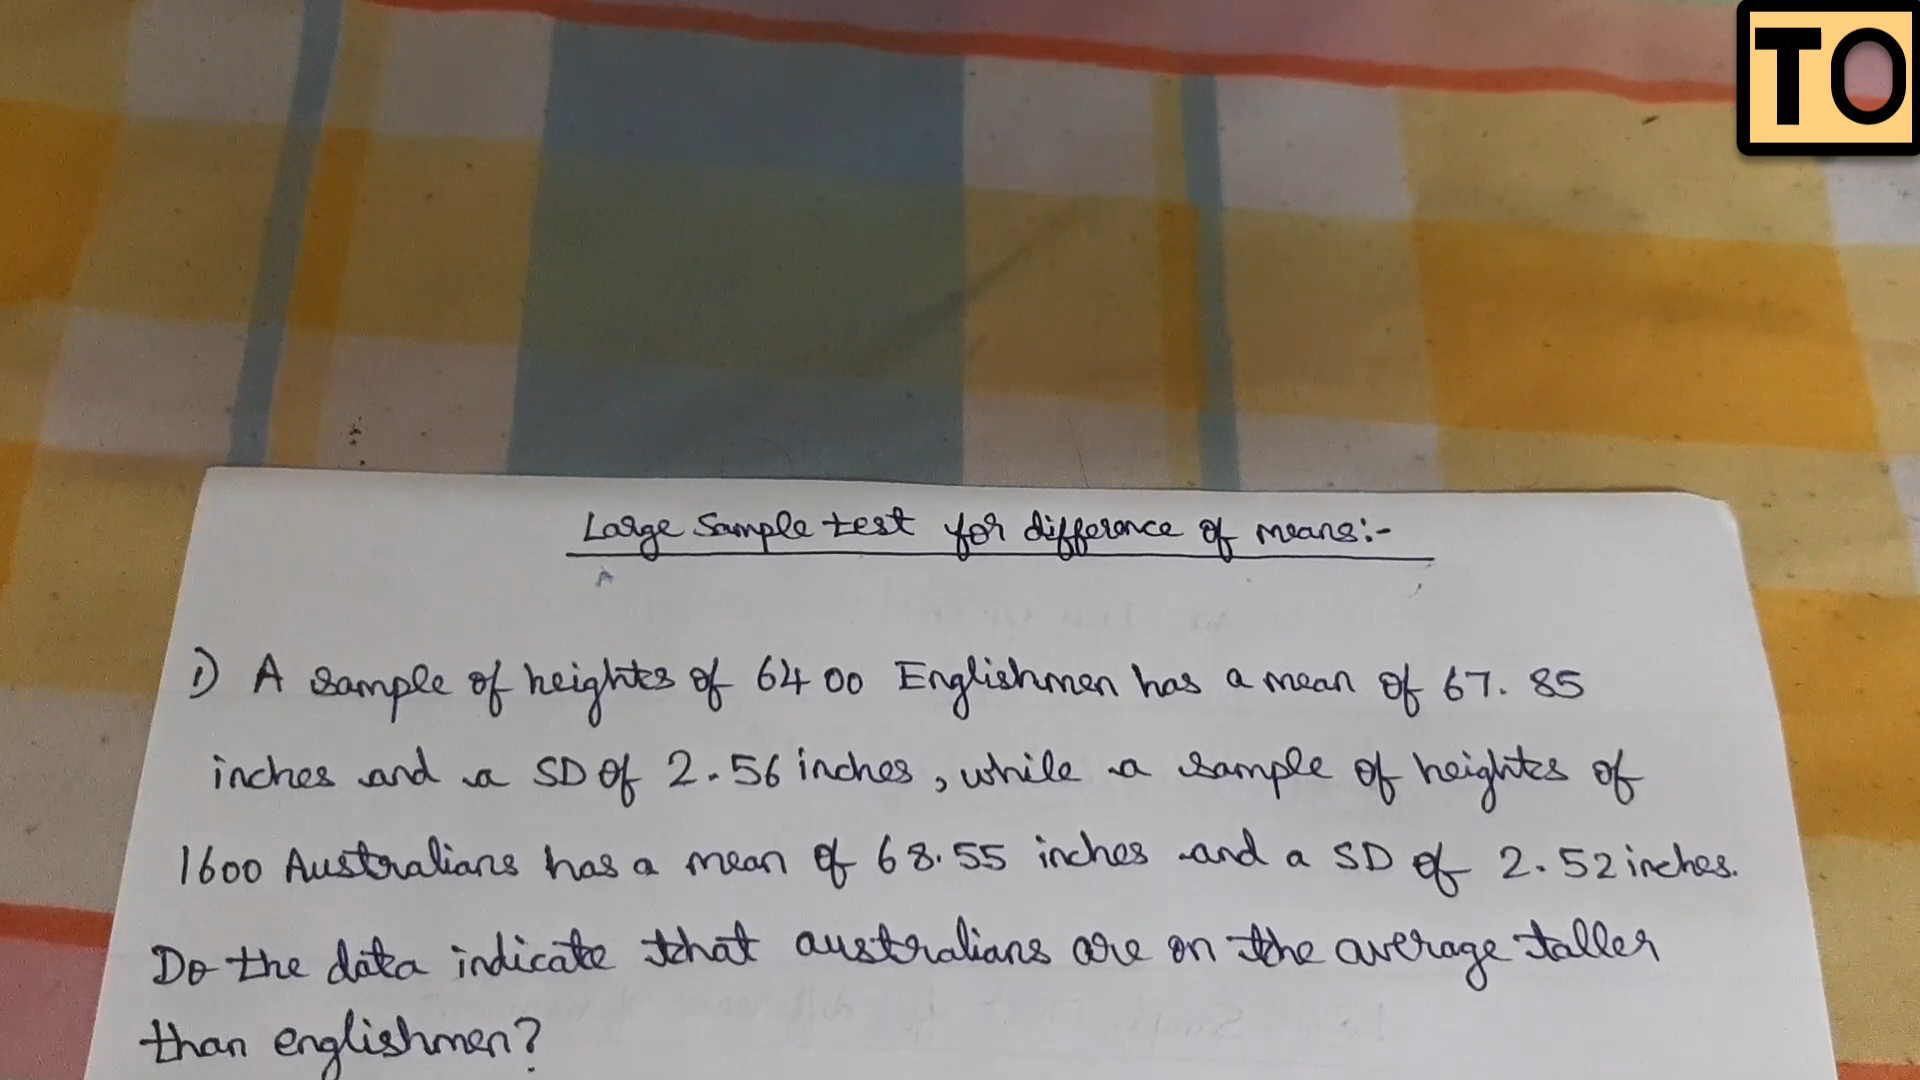 TO
Large Sample test for difference of means:-
1) A sample of heights of 6400 Englishmen has a mean of 67.85
inches and a SD of 2.56 inches, while a sample of heights of
1600 Australians has a mean of 68.55 inches and a SD of 2.52 inches.
Do the data indicate that australians are on the average taller
than englishmen?